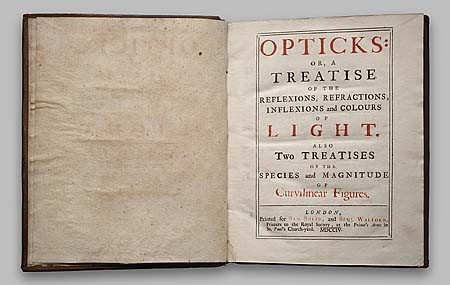 OPTICKS:
OR, A
TREATISE
OF THE
REFLEXIONS, REFRACTIONS,
INFLEXIONS and COLOURS
OF
LIGHT.
ALSO
Two TREATISES
OF THE
SPECIES and MAGNITUDE
OF
Curvilinear Figures.
LONDON,
Printed for Sam. Smith, and Benj. Walford,
Printers to the Royal Society, at the Prince's Arms in
St. Paul's Church-yard. MDCCIV.